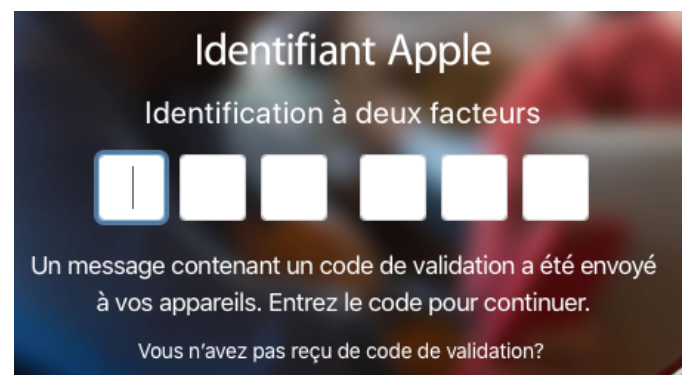 Identifiant Apple
Identification à deux facteurs
Un message contenant un code de validation a été envoyé
à vos appareils. Entrez le code pour continuer.
Vous n’avez pas reçu de code de validation?